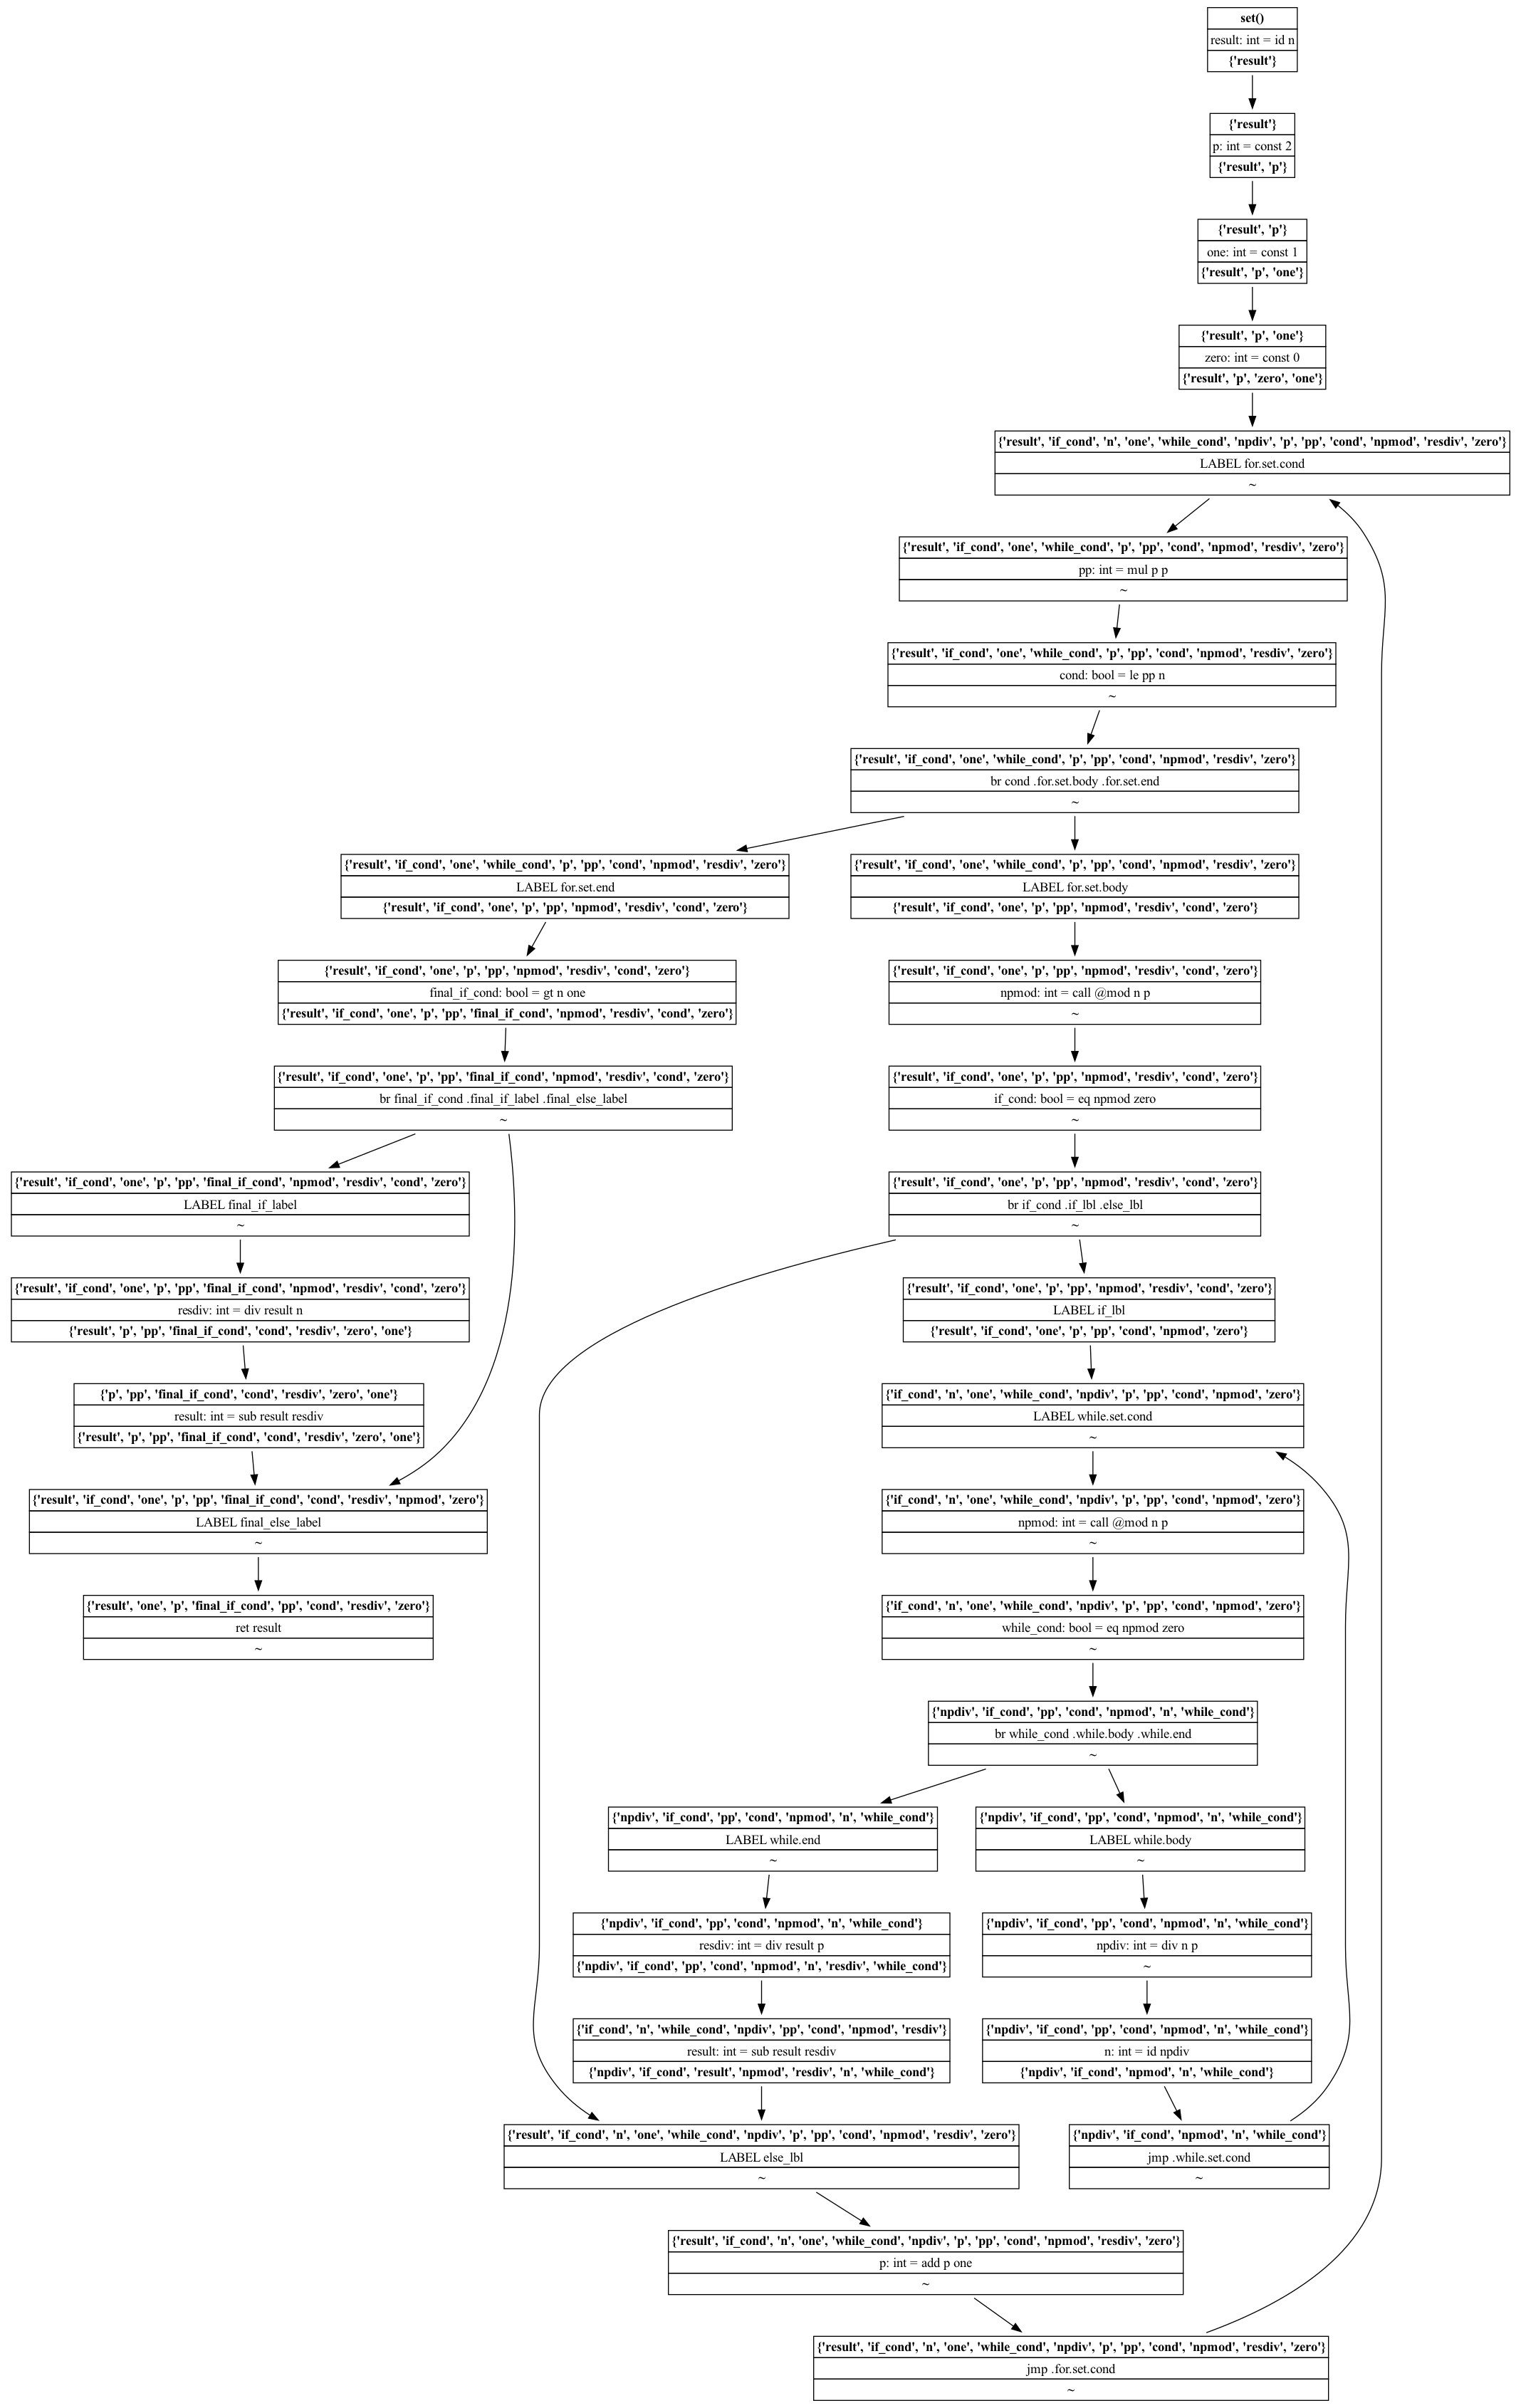 set()
result: int = id n
{'result'}
{'result'}
p: int = const 2
{'result', 'p'}
{'result', 'p'}
one: int = const 1
{'result', 'p', 'one'}
{'result', 'p', 'one'}
zero: int = const 0
{'result', 'p', 'zero', 'one'}
{'result', 'if_cond', 'n', 'one', 'while_cond', 'npdiv', 'p', 'pp', 'cond', 'npmod', 'resdiv', 'zero'}
LABEL for.set.cond
~
{'result', 'if_cond', 'one', 'while_cond', 'p', 'pp', 'cond', 'npmod', 'resdiv', 'zero'}
pp: int = mul p p
~
{'result', 'if_cond', 'one', 'while_cond', 'p', 'pp', 'cond', 'npmod', 'resdiv', 'zero'}
cond: bool = le pp n
~
{'result', 'if_cond', 'one', 'while_cond', 'p', 'pp', 'cond', 'npmod', 'resdiv', 'zero'}
br cond .for.set.body .for.set.end
~
{'result', 'if_cond', 'one', 'while_cond', 'p', 'pp', 'cond', 'npmod', 'resdiv', 'zero'}
LABEL for.set.end
{'result', 'if_cond', 'one', 'p', 'pp', 'npmod', 'resdiv', 'cond', 'zero'}
{'result', 'if_cond', 'one', 'while_cond', 'p', 'pp', 'cond', 'npmod', 'resdiv', 'zero'}
LABEL for.set.body
{'result', 'if_cond', 'one', 'p', 'pp', 'npmod', 'resdiv', 'cond', 'zero'}
{'result', 'if_cond', 'one', 'p', 'pp', 'npmod', 'resdiv', 'cond', 'zero'}
final_if_cond: bool = gt n one
{'result', 'if_cond', 'one', 'p', 'pp', 'final_if_cond', 'npmod', 'resdiv', 'cond', 'zero'}
{'result', 'if_cond', 'one', 'p', 'pp', 'npmod', 'resdiv', 'cond', 'zero'}
npmod: int = call @mod n p
~
{'result', 'if_cond', 'one', 'p', 'pp', 'final_if_cond', 'npmod', 'resdiv', 'cond', 'zero'}
br final_if_cond .final_if_label .final_else_label
~
{'result', 'if_cond', 'one', 'p', 'pp', 'npmod', 'resdiv', 'cond', 'zero'}
if_cond: bool = eq npmod zero
~
{'result', 'if_cond', 'one', 'p', 'pp', 'final_if_cond', 'npmod', 'resdiv', 'cond', 'zero'}
LABEL final_if_label
~
{'result', 'if_cond', 'one', 'p', 'pp', 'npmod', 'resdiv', 'cond', 'zero'}
br if_cond .if_lbl .else_lbl
~
{'result', 'if_cond', 'one', 'p', 'pp', 'final_if_cond', 'npmod', 'resdiv', 'cond', 'zero'}
resdiv: int = div result n
{'result', 'p', 'pp', 'final_if_cond', 'cond', 'resdiv', 'zero', 'one'}
{'result', 'if_cond', 'one', 'p', 'pp', 'npmod', 'resdiv', 'cond', 'zero'}
LABEL if_lbl
{'result', 'if_cond', 'one', 'p', 'pp', 'cond', 'npmod', 'zero'}
{'p', 'pp', 'final_if_cond', 'cond', 'resdiv', 'zero', 'one'}
result: int = sub result resdiv
{'result', 'p', 'pp', 'final_if_cond', 'cond', 'resdiv', 'zero', 'one'}
{'if_cond', 'n', 'one', 'while_cond', 'npdiv', 'p', 'pp', 'cond', 'npmod', 'zero'}
LABEL while.set.cond
~
{'result', 'if_cond', 'one', 'p', 'pp', 'final_if_cond', 'cond', 'resdiv', 'npmod', 'zero'}
LABEL final_else_label
~
{'if_cond', 'n', 'one', 'while_cond', 'npdiv', 'p', 'pp', 'cond', 'npmod', 'zero'}
npmod: int = call @mod n p
~
{'result', 'one', 'p', 'final_if_cond', 'pp', 'cond', 'resdiv', 'zero'}
ret result
~
{'if_cond', 'n', 'one', 'while_cond', 'npdiv', 'p', 'pp', 'cond', 'npmod', 'zero'}
while_cond: bool = eq npmod zero
~
{'npdiv', 'if_cond', 'pp', 'cond', 'npmod', 'n', 'while_cond'}
br while_cond .while.body .while.end
~
{'npdiv', 'if_cond', 'pp', 'cond', 'npmod', 'n', 'while_cond'}
LABEL while.end
~
{'npdiv', 'if_cond', 'pp', 'cond', 'npmod', 'n', 'while_cond'}
LABEL while.body
~
{'npdiv', 'if_cond', 'pp', 'cond', 'npmod', 'n', 'while_cond'}
resdiv: int = div result p
{'npdiv', 'if_cond', 'pp', 'cond', 'npmod', 'n', 'resdiv', 'while_cond'}
{'npdiv', 'if_cond', 'pp', 'cond', 'npmod', 'n', 'while_cond'}
npdiv: int = div n p
~
{'if_cond', 'n', 'while_cond', 'npdiv', 'pp', 'cond', 'npmod', 'resdiv'}
result: int = sub result resdiv
{'npdiv', 'if_cond', 'result', 'npmod', 'resdiv', 'n', 'while_cond'}
{'npdiv', 'if_cond', 'pp', 'cond', 'npmod', 'n', 'while_cond'}
n: int = id npdiv
{'npdiv', 'if_cond', 'npmod', 'n', 'while_cond'}
{'result', 'if_cond', 'n', 'one', 'while_cond', 'npdiv', 'p', 'pp', 'cond', 'npmod', 'resdiv', 'zero'}
LABEL else_lbl
~
{'npdiv', 'if_cond', 'npmod', 'n', 'while_cond'}
jmp .while.set.cond
~
{'result', 'if_cond', 'n', 'one', 'while_cond', 'npdiv', 'p', 'pp', 'cond', 'npmod', 'resdiv', 'zero'}
p: int = add p one
~
{'result', 'if_cond', 'n', 'one', 'while_cond', 'npdiv', 'p', 'pp', 'cond', 'npmod', 'resdiv', 'zero'}
jmp .for.set.cond
~